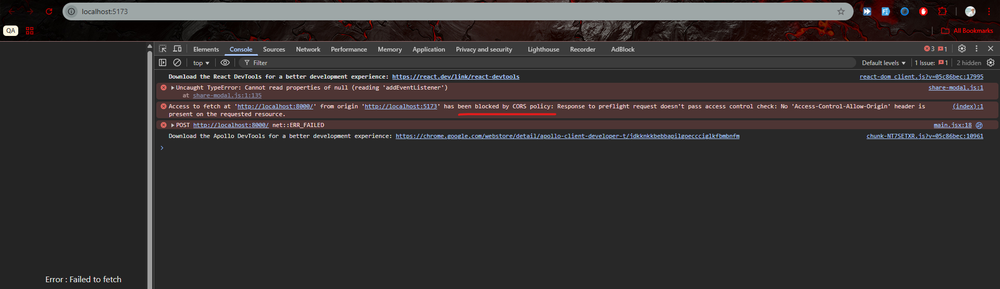 localhost:5173
QA
All Bookmarks
Elements Console Sources Network Performance Memory Application Privacy and security Lighthouse Recorder AdBlock 3 1
top Filter Default levels 1 Issue: 1 2 hidden
Download the React DevTools for a better development experience: https://react.dev/link/react-devtools react-dom_client.js?v=05c86bec:17995
Uncaught TypeError: Cannot read properties of null (reading 'addEventListener') share-modal.js:1
at share-modal.js:1:135
Access to fetch at 'http://localhost:8000/' from origin 'http://localhost:5173' has been blocked by CORS policy: Response to preflight request doesn't pass access control check: No 'Access-Control-Allow-Origin' header is (index):1
present on the requested resource.
POST http://localhost:8000/ net::ERR_FAILED main.jsx:18
Download the Apollo DevTools for a better development experience: https://chrome.google.com/webstore/detail/apollo-client-developer-t/jdkknkkbebbapilgoeccciglkfbmbnfm chunk-NT7SETXR.js?v=05c86bec:10961
Error : Failed to fetch